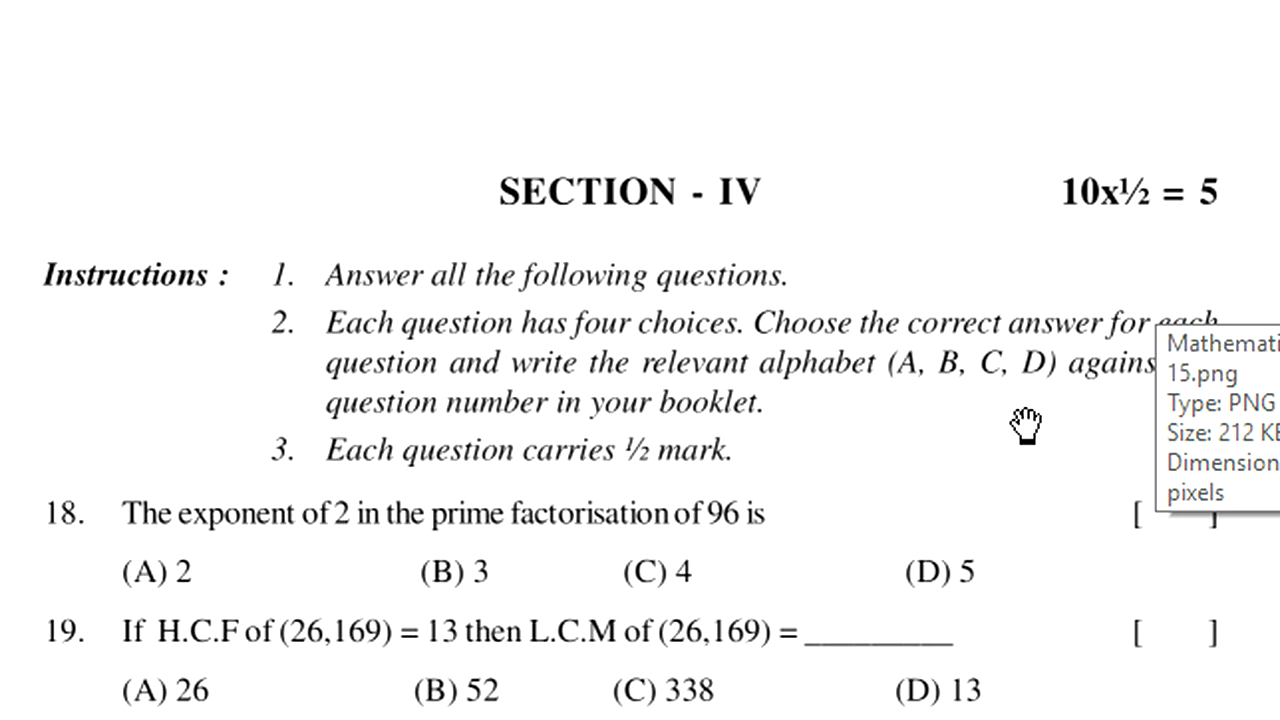 SECTION - IV 10x½ = 5
Instructions : 1. Answer all the following questions.
2. Each question has four choices. Choose the correct answer for each
question and write the relevant alphabet (A, B, C, D) agains
question number in your booklet.
3. Each question carries ½ mark.
Mathemati
15.png
Type: PNG
Size: 212 KB
Dimension
pixels
18. The exponent of 2 in the prime factorisation of 96 is [ ]
(A) 2 (B) 3 (C) 4 (D) 5
19. If H.C.F of (26,169) = 13 then L.C.M of (26,169) = _________ [ ]
(A) 26 (B) 52 (C) 338 (D) 13